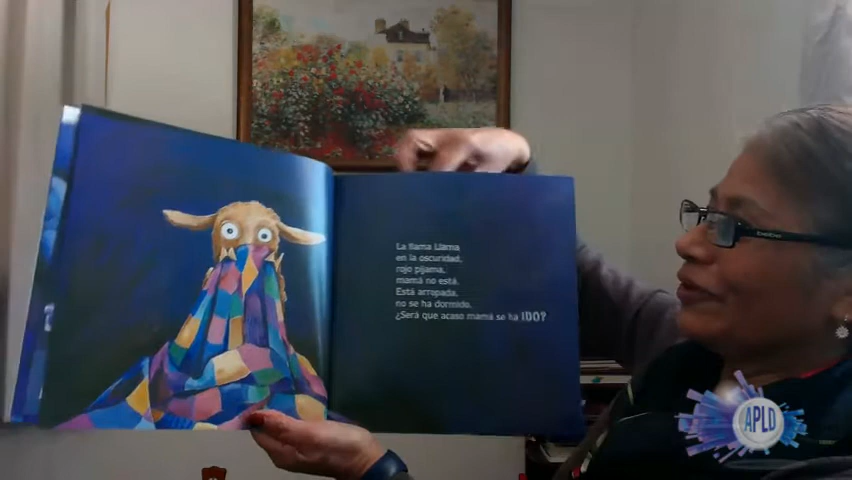 La llama Llama
en la oscuridad,
rojo pijama,
mamá no está.
Está arropada,
no se ha dormido.
¿Será que acaso mamá se ha IDO?
APLD